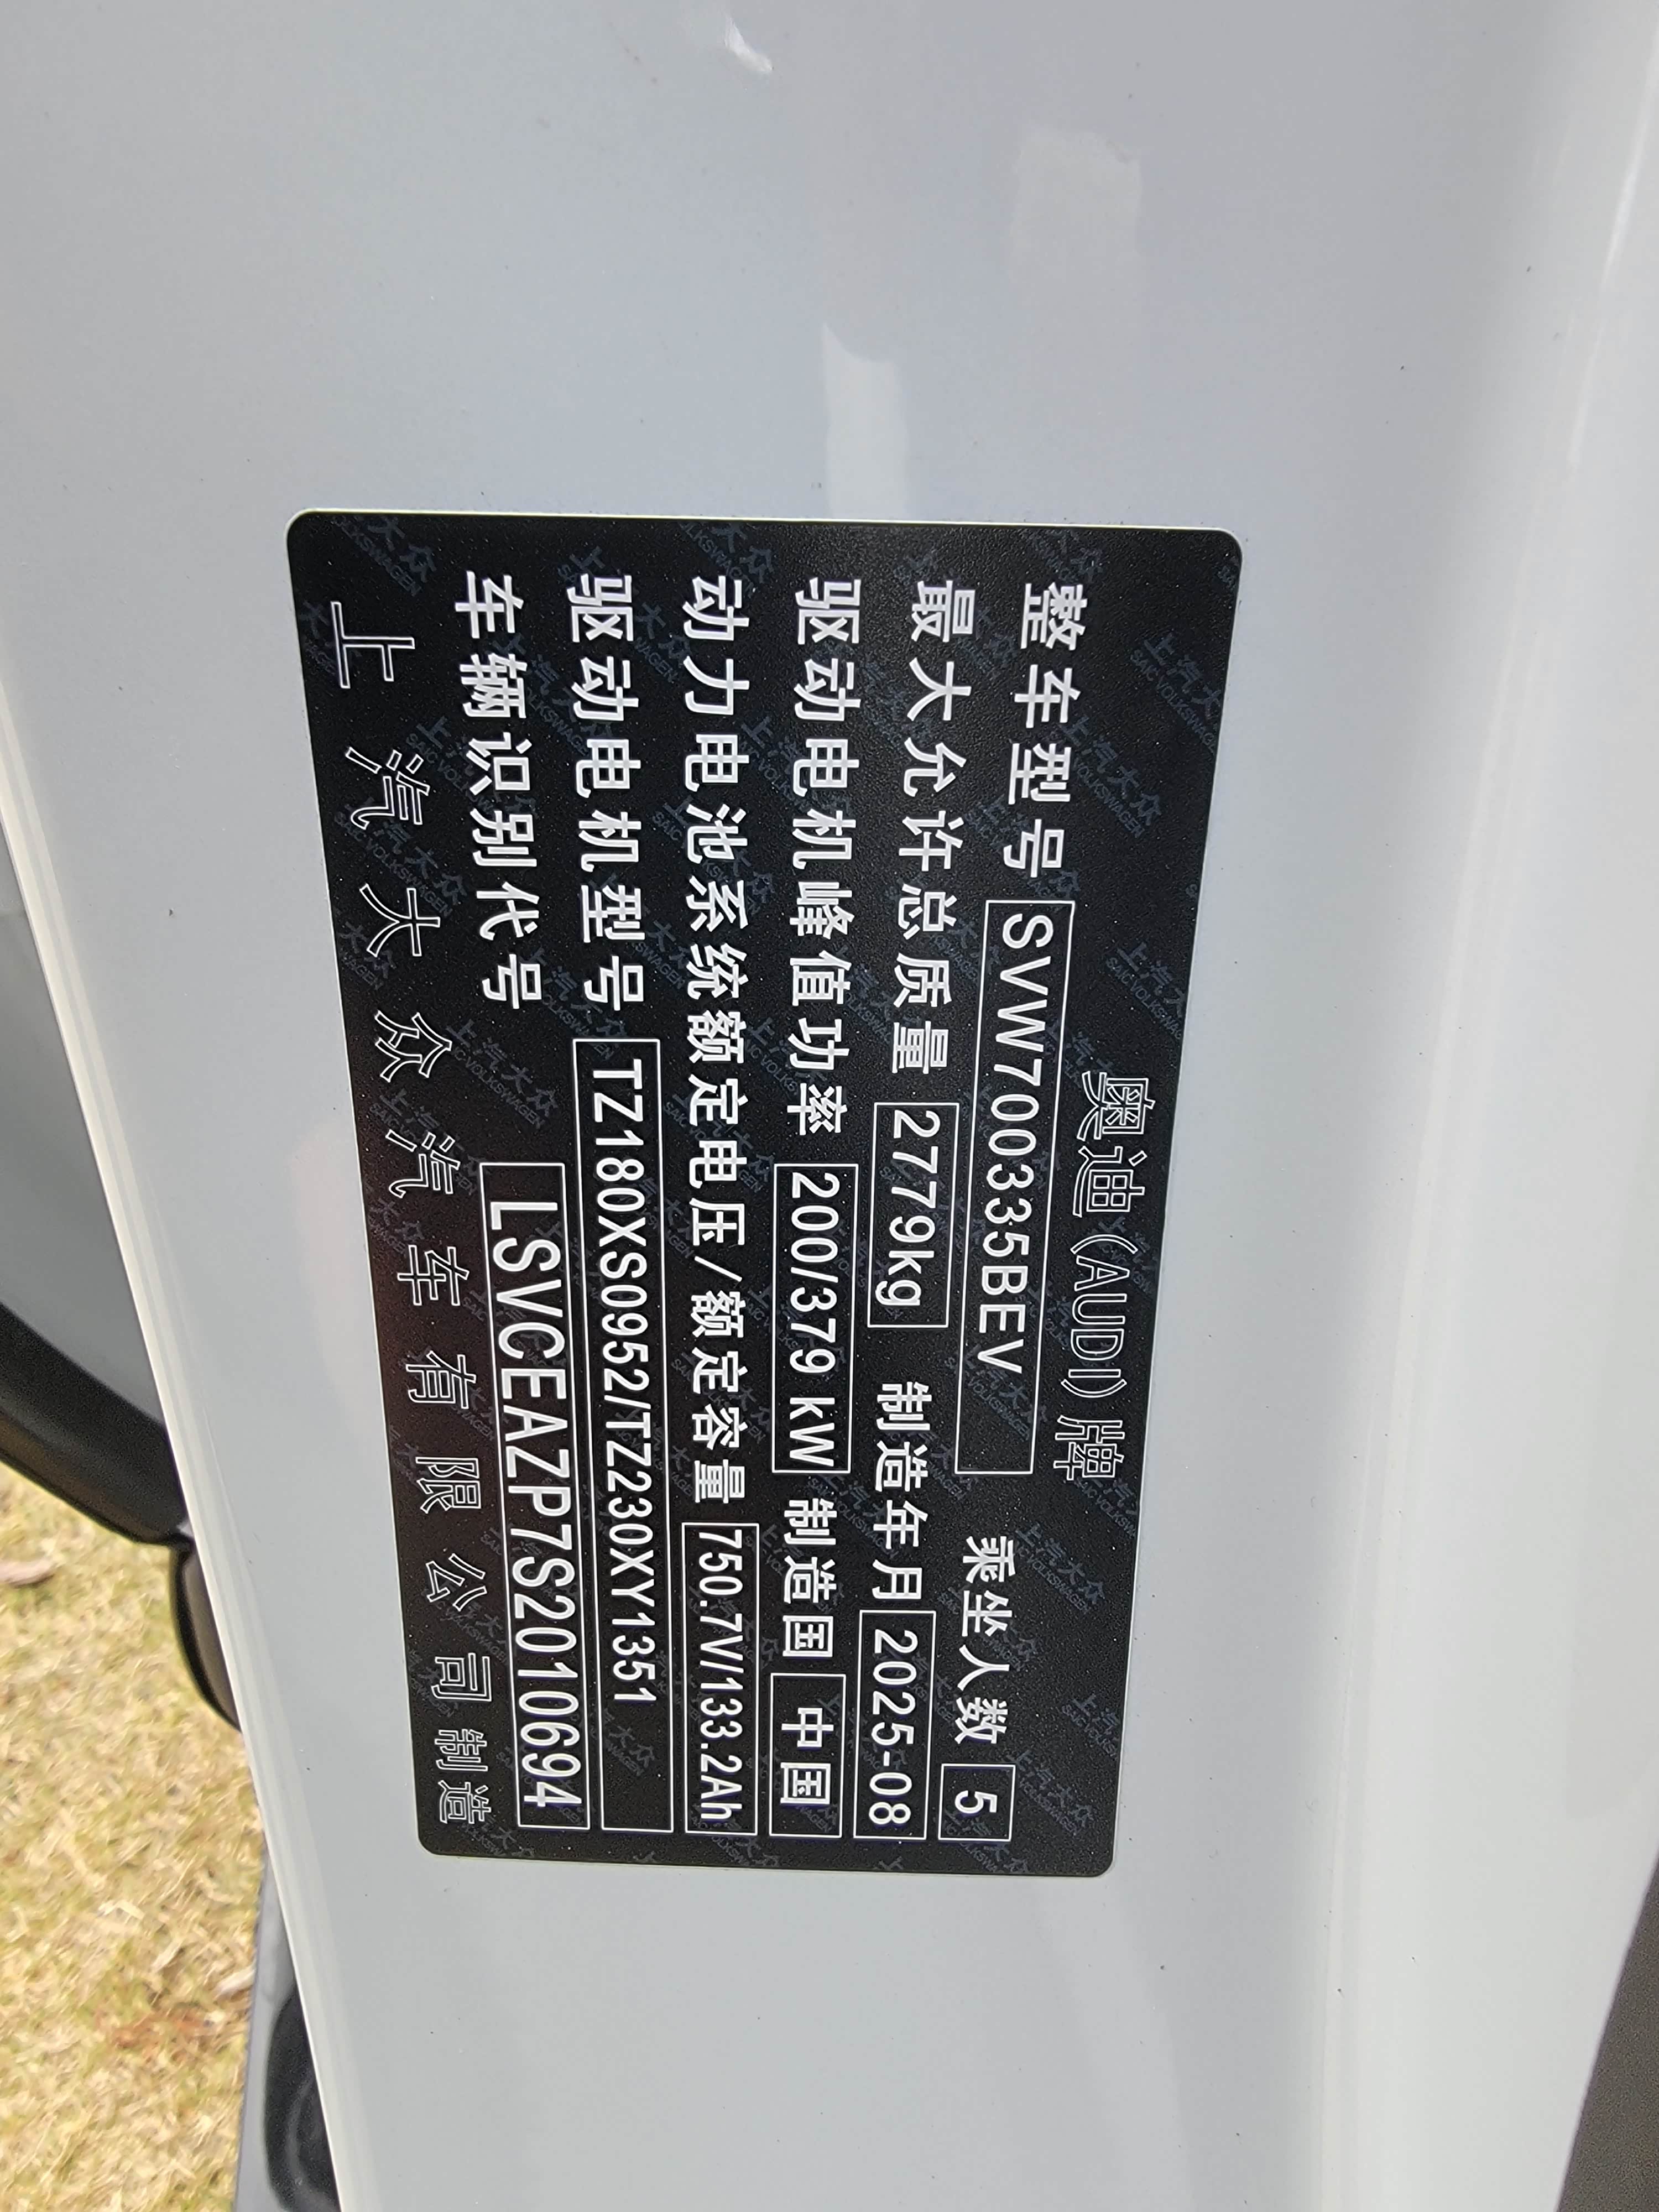 奥迪(AUDI)牌
整车型号 SVW70033​5BEV 乘坐人数 5
最大允许总质量 2779kg 制造年月 2025-08
驱动电机峰值功率 200/379 kW 制造国 中国
动力电池系统额定电压/额定容量 750.7V/133.2Ah
驱动电机型号 TZ180XS0952/TZ230XY1351
车辆识别代号 LSVCEAZP7S2010694
上汽大众汽车有限公司制造